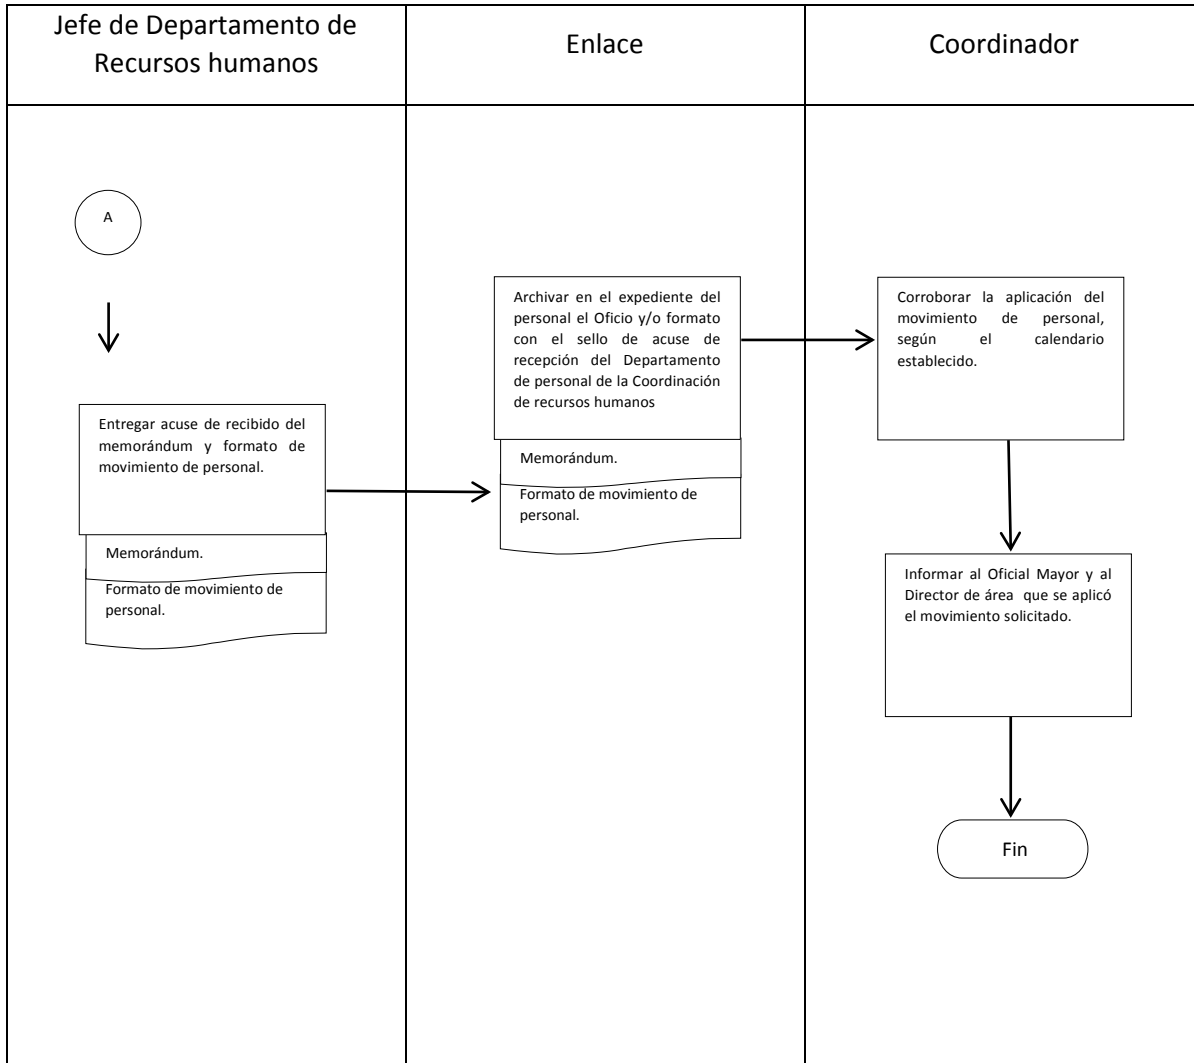 Jefe de Departamento de
Recursos humanos
Enlace
Coordinador
A
Entregar acuse de recibido del
memorándum y formato de
movimiento de personal.
Memorándum.
Formato de movimiento de
personal.
Archivar en el expediente del
personal el Oficio y/o formato
con el sello de acuse de
recepción del Departamento
de personal de la Coordinación
de recursos humanos
Memorándum.
Formato de movimiento de
personal.
Corroborar la aplicación del
movimiento de personal,
según el calendario
establecido.
Informar al Oficial Mayor y al
Director de área que se aplicó
el movimiento solicitado.
Fin